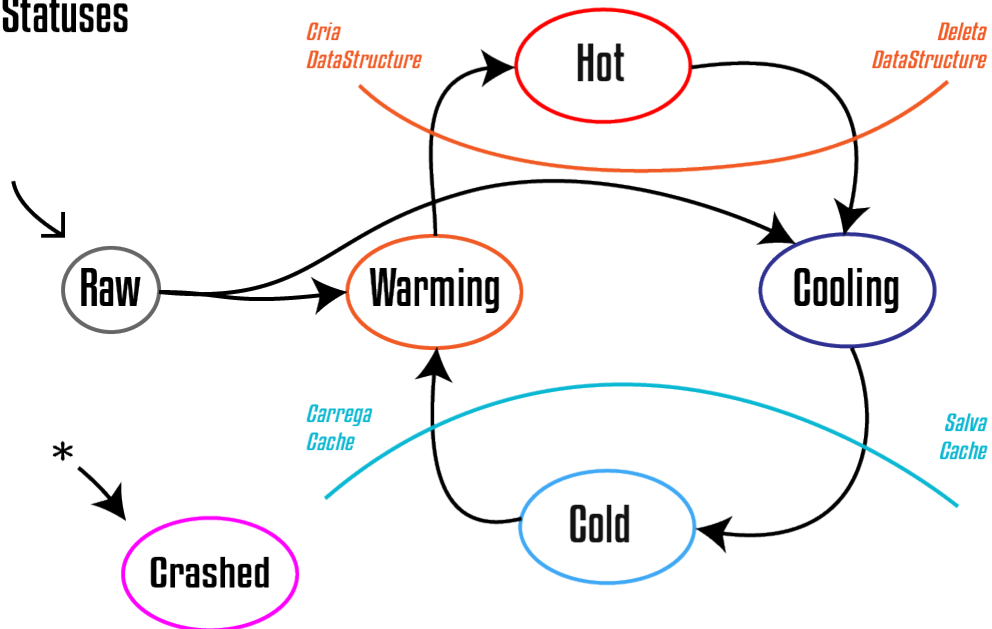 Statuses
Cria
DataStructure
Hot
Deleta
DataStructure
Raw
Warming
Cooling
Carrega
Cache
Salva
Cache
*
Cold
Crashed